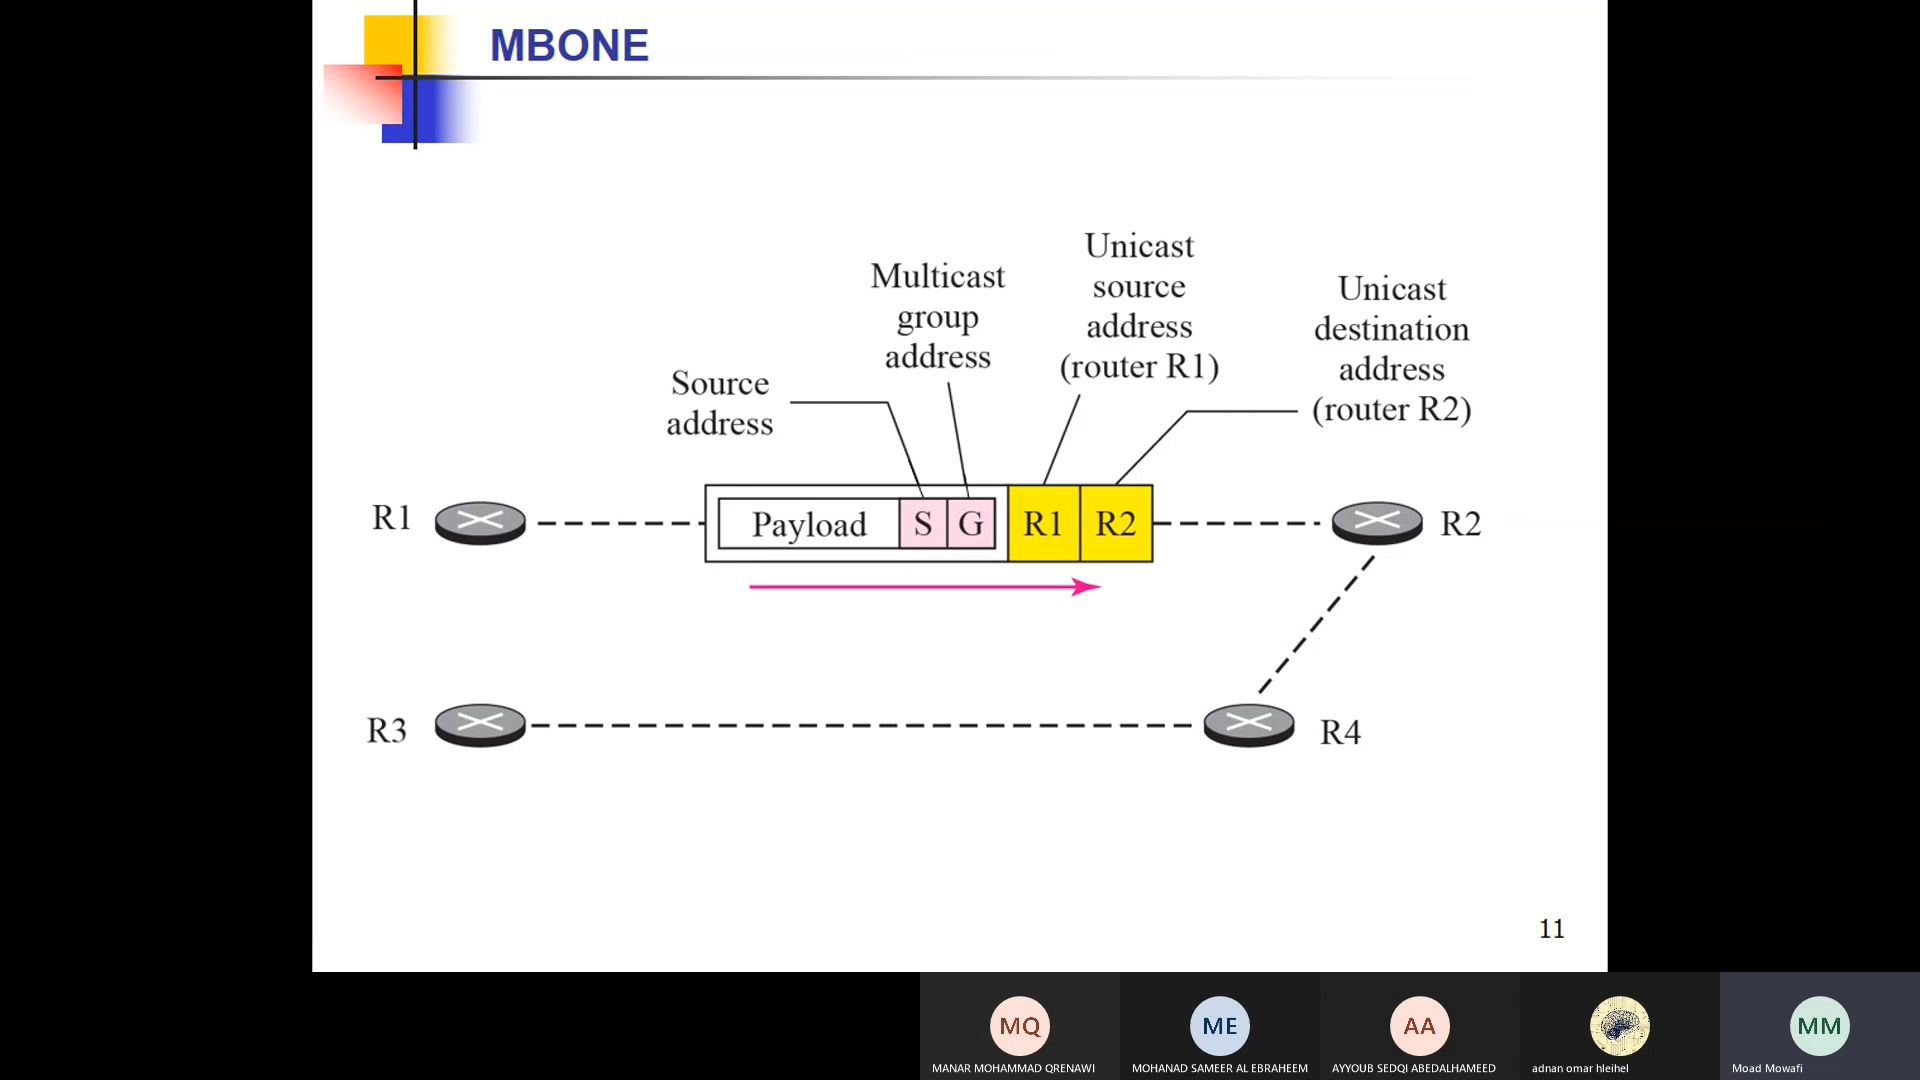 MBONE
Unicast
source
address
(router R1)
Multicast
group
address
Unicast
destination
address
(router R2)
Source
address
R1
Payload
S
G
R1
R2
R2
R3
R4
11
MQ
ME
AA
MM
MANAR MOHAMMAD QRENAWI
MOHANAD SAMEER AL EBRAHEEM
AYYOUB SEDQI ABEDALHAMEED
adnan omar hleihel
Moad Mowafi